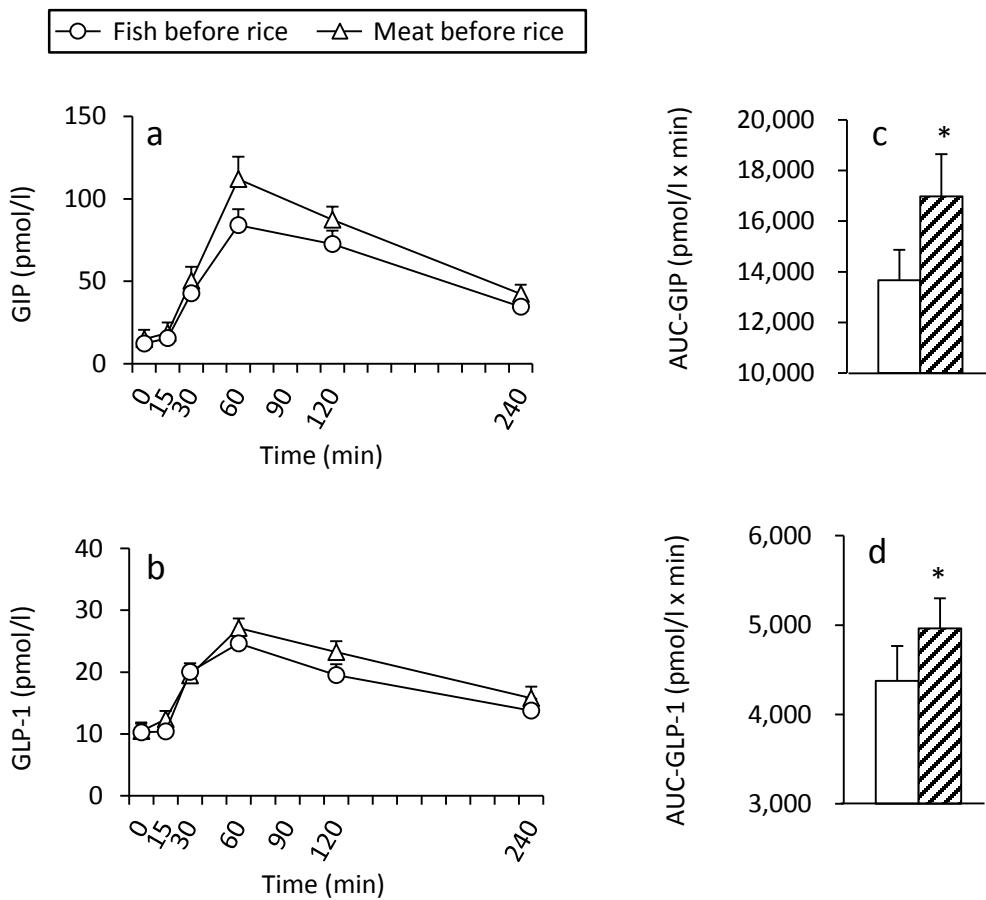 Fish before rice Meat before rice
a
GIP (pmol/l)
150
100
50
0
0 15 30 60 90 120 240
Time (min)
c
*
AUC-GIP (pmol/l x min)
20,000
18,000
16,000
14,000
12,000
10,000
b
GLP-1 (pmol/l)
40
30
20
10
0
0 15 30 60 90 120 240
Time (min)
d
*
AUC-GLP-1 (pmol/l x min)
6,000
5,000
4,000
3,000